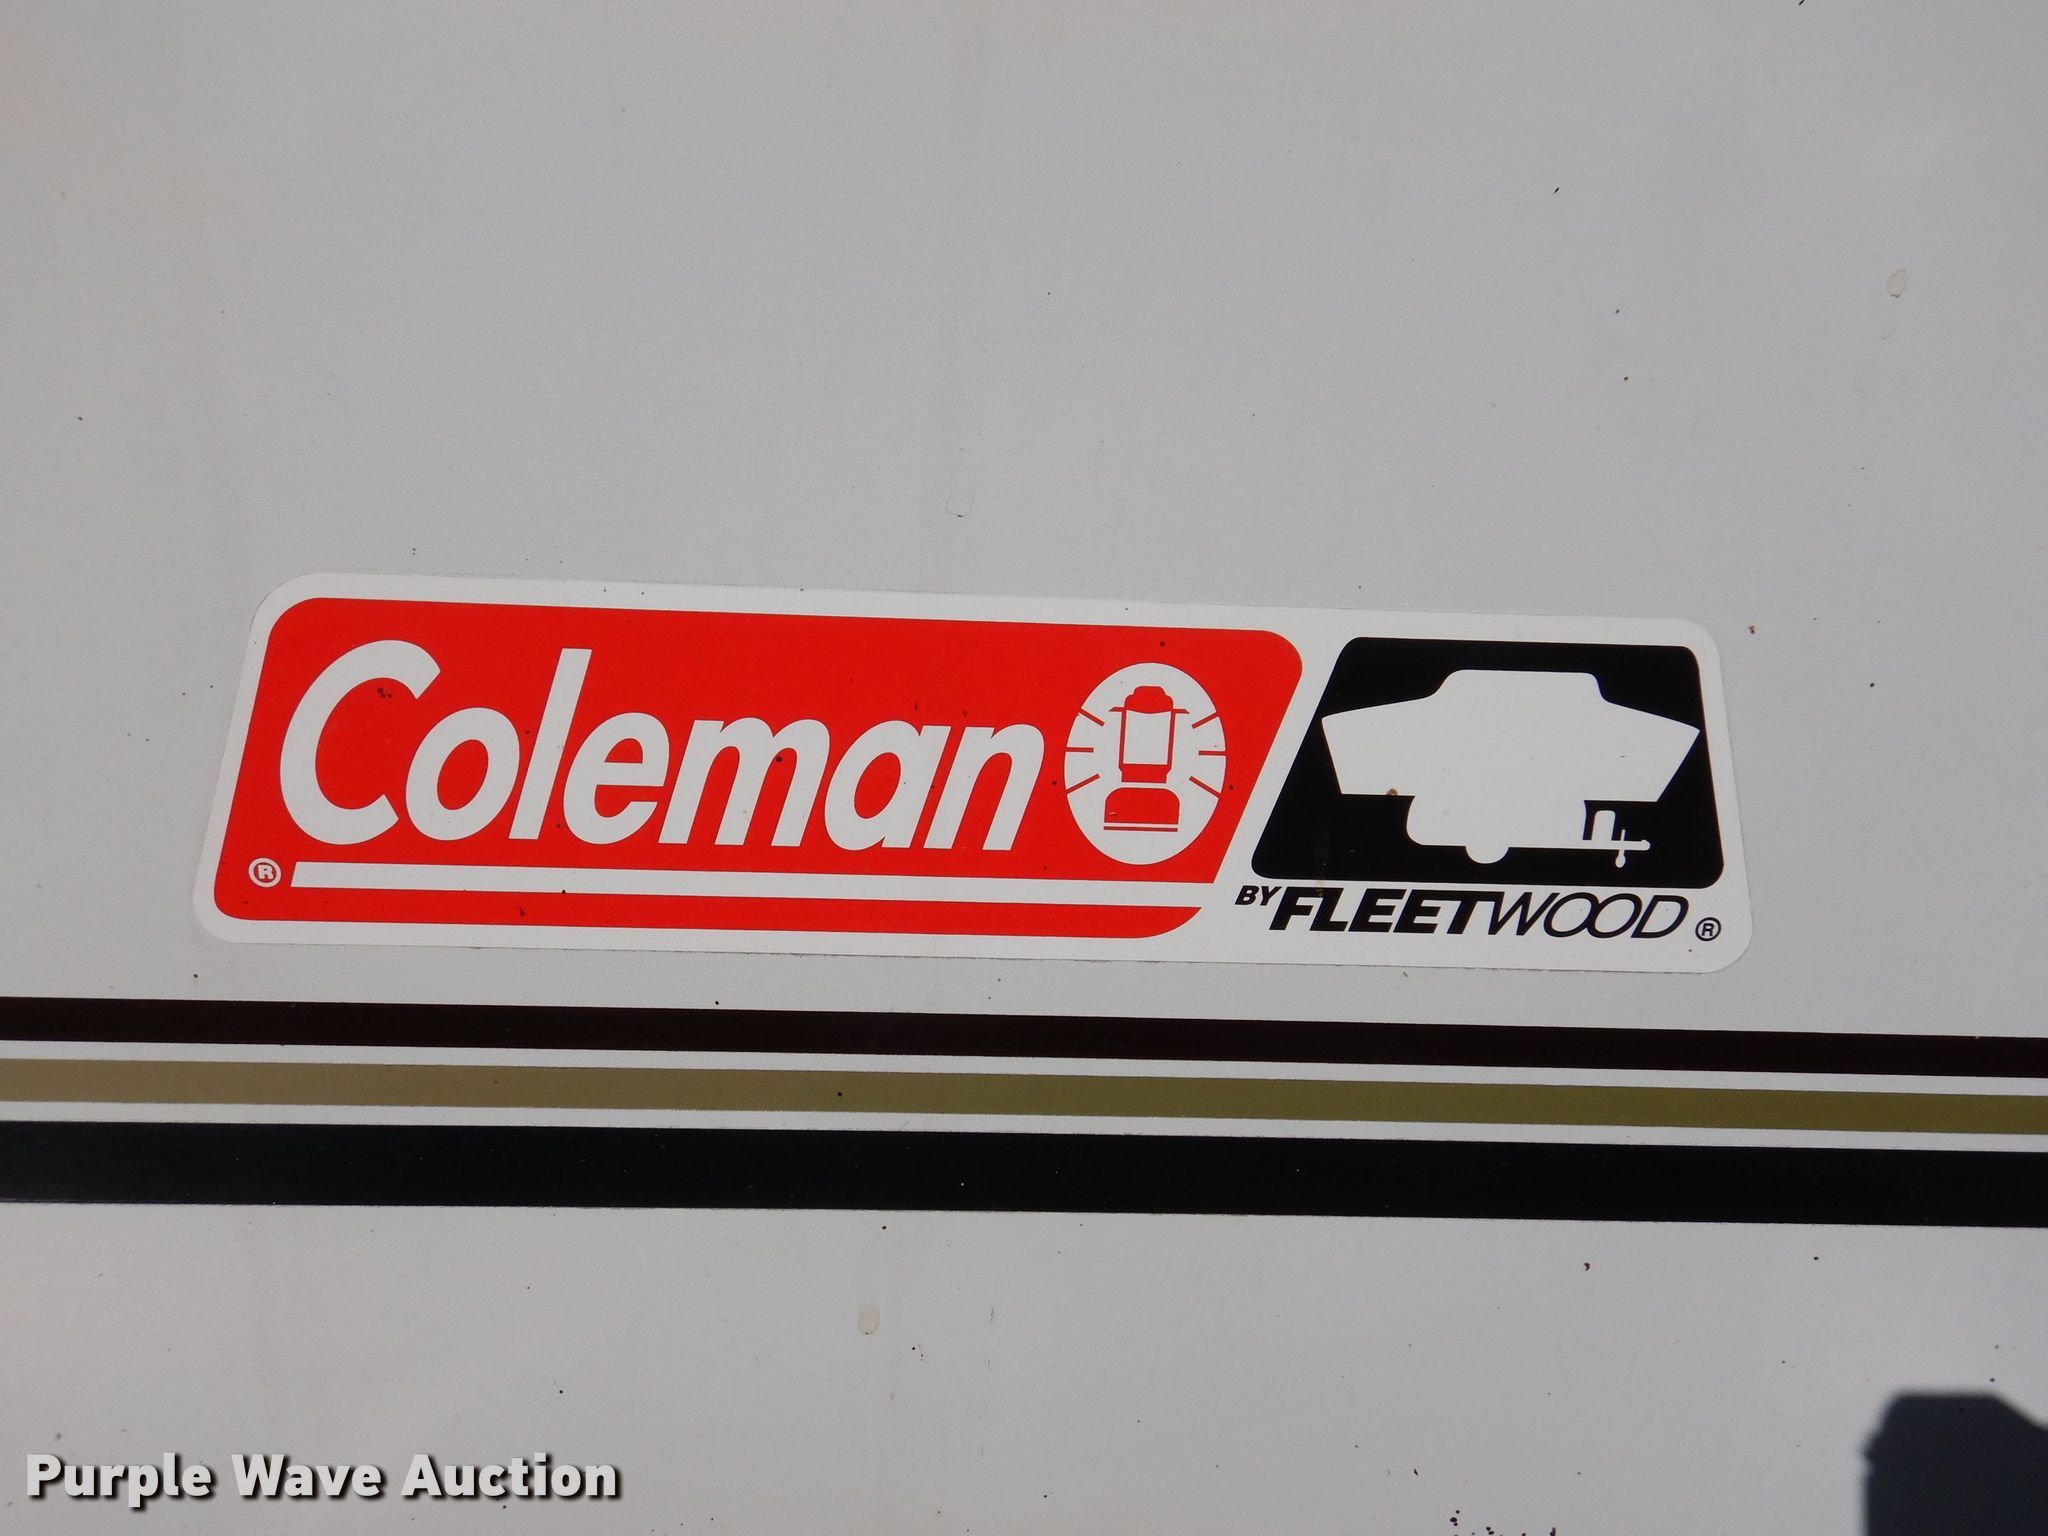 Coleman
®
BY FLEETWOOD ®
Purple Wave Auction